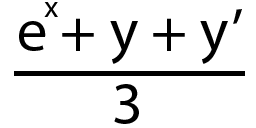 eˣ + y + y′
3